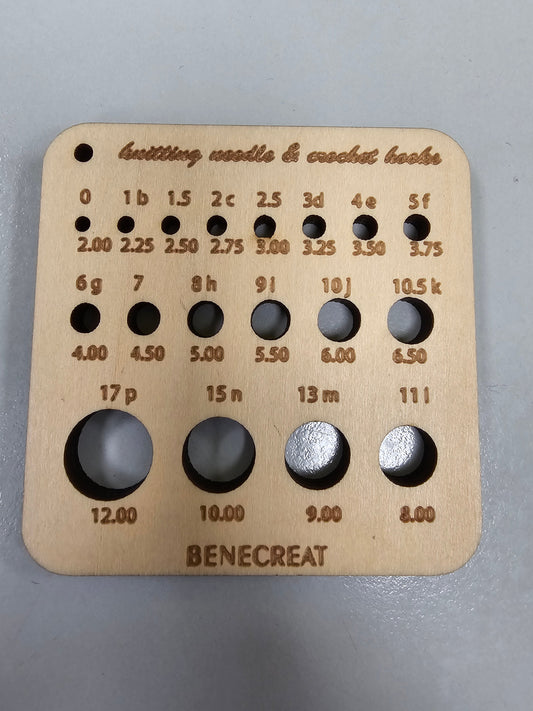 knitting needle & crochet hooks
0 1b 1.5 2c 2.5 3d 4e 5f
2.00 2.25 2.50 2.75 3.00 3.25 3.50 3.75
6g 7 8h 9i 10j 10.5k
4.00 4.50 5.00 5.50 6.00 6.50
17p 15n 13m 11l
12.00 10.00 9.00 8.00
BENECREAT